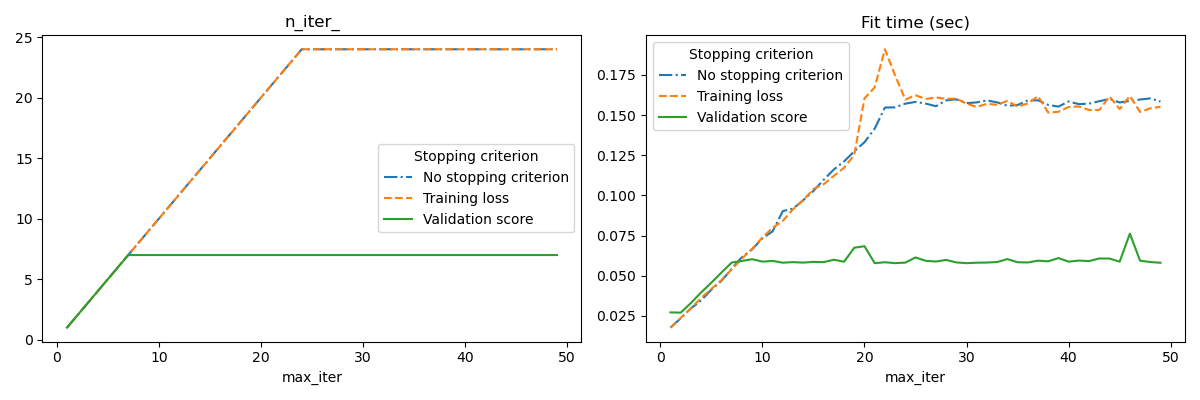 n_iter_
25
20
15
10
5
0
Stopping criterion
No stopping criterion
Training loss
Validation score
0 10 20 30 40 50
max_iter
Fit time (sec)
0.175
0.150
0.125
0.100
0.075
0.050
0.025
Stopping criterion
No stopping criterion
Training loss
Validation score
0 10 20 30 40 50
max_iter